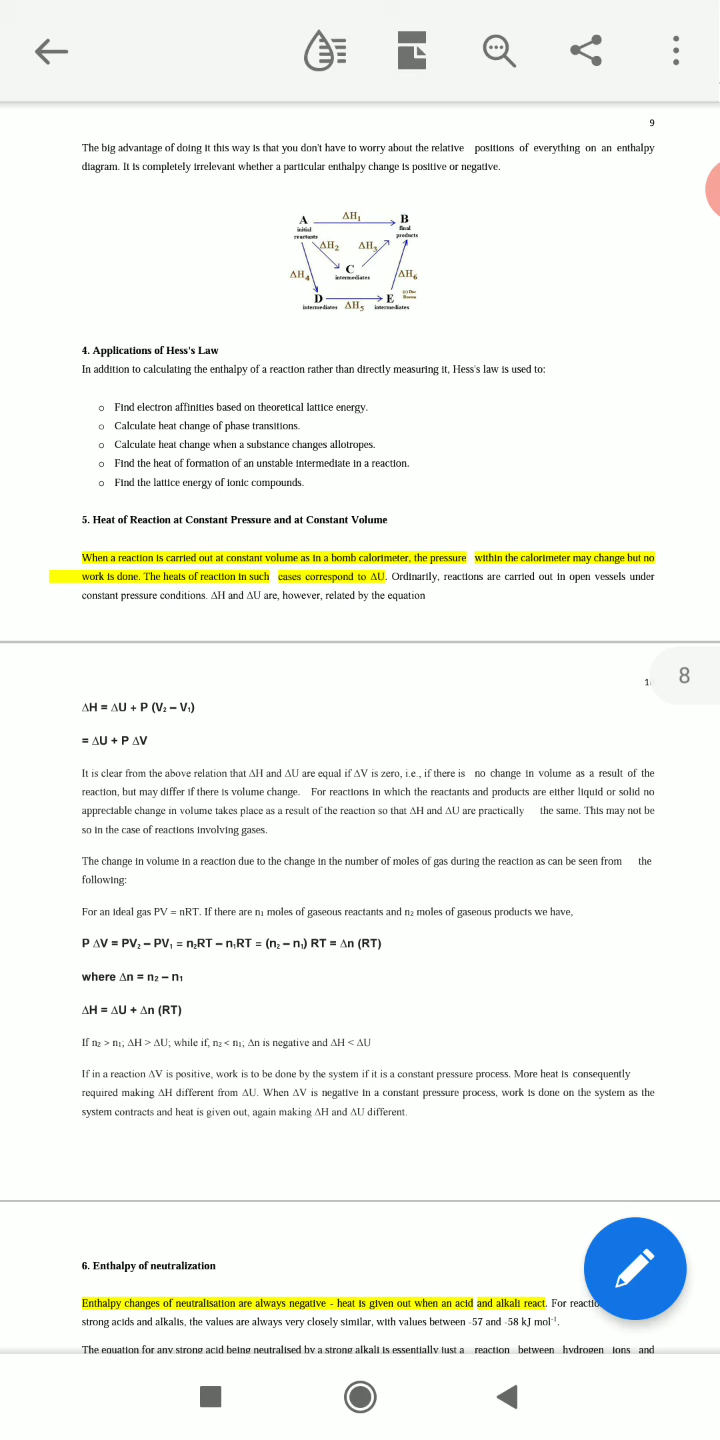 9
The big advantage of doing it this way is that you don't have to worry about the relative positions of everything on an enthalpy
diagram. It is completely irrelevant whether a particular enthalpy change is positive or negative.
A ΔH₁ B
initial reactants
final products
ΔH₂ ΔH₃
C
intermediates
ΔH₄ ΔH₆
D E
intermediates ΔH₅ intermediates
4. Applications of Hess's Law
In addition to calculating the enthalpy of a reaction rather than directly measuring it, Hess's law is used to:
o Find electron affinities based on theoretical lattice energy.
o Calculate heat change of phase transitions.
o Calculate heat change when a substance changes allotropes.
o Find the heat of formation of an unstable intermediate in a reaction.
o Find the lattice energy of ionic compounds.
5. Heat of Reaction at Constant Pressure and at Constant Volume
When a reaction is carried out at constant volume as in a bomb calorimeter, the pressure within the calorimeter may change but no
work is done. The heats of reaction in such cases correspond to ΔU. Ordinarily, reactions are carried out in open vessels under
constant pressure conditions. ΔH and ΔU are, however, related by the equation
8
ΔH = ΔU + P (V₂ – V₁)
= ΔU + P ΔV
It is clear from the above relation that ΔH and ΔU are equal if ΔV is zero, i.e., if there is no change in volume as a result of the
reaction, but may differ if there is volume change. For reactions in which the reactants and products are either liquid or solid no
appreciable change in volume takes place as a result of the reaction so that ΔH and ΔU are practically the same. This may not be
so in the case of reactions involving gases.
The change in volume in a reaction due to the change in the number of moles of gas during the reaction as can be seen from the
following:
For an ideal gas PV = nRT. If there are n₁ moles of gaseous reactants and n₂ moles of gaseous products we have,
P ΔV = PV₂ – PV₁ = n₂RT – n₁RT = (n₂ – n₁) RT = Δn (RT)
where Δn = n₂ – n₁
ΔH = ΔU + Δn (RT)
If n₂ > n₁; ΔH > ΔU; while if, n₂ < n₁; Δn is negative and ΔH < ΔU
If in a reaction ΔV is positive, work is to be done by the system if it is a constant pressure process. More heat is consequently
required making ΔH different from ΔU. When ΔV is negative in a constant pressure process, work is done on the system as the
system contracts and heat is given out, again making ΔH and ΔU different.
6. Enthalpy of neutralization
Enthalpy changes of neutralisation are always negative - heat is given out when an acid and alkali react. For
strong acids and alkalis, the values are always very closely similar, with values between -57 and -58 kJ mol⁻¹.
The equation for any strong acid being neutralised by a strong alkali is essentially just a reaction between hydrogen ions and